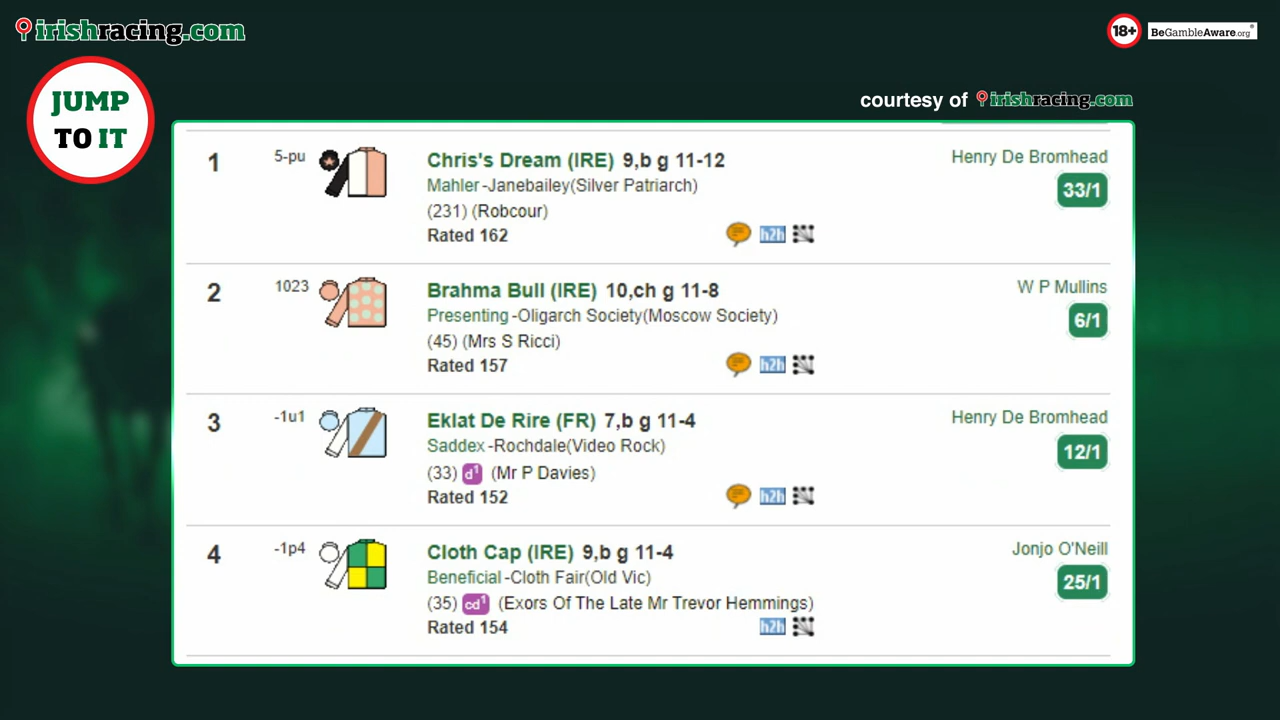 irishracing.com
18+
BeGambleAware.org®
JUMP
TO IT
courtesy of irishracing.com
1 5-pu Chris's Dream (IRE) 9,b g 11-12 Henry De Bromhead
Mahler -Janebailey(Silver Patriarch) 33/1
(231) (Robcour)
Rated 162 h2h
2 1023 Brahma Bull (IRE) 10,ch g 11-8 W P Mullins
Presenting -Oligarch Society(Moscow Society) 6/1
(45) (Mrs S Ricci)
Rated 157 h2h
3 -1u1 Eklat De Rire (FR) 7,b g 11-4 Henry De Bromhead
Saddex -Rochdale(Video Rock) 12/1
(33) d1 (Mr P Davies)
Rated 152 h2h
4 -1p4 Cloth Cap (IRE) 9,b g 11-4 Jonjo O'Neill
Beneficial -Cloth Fair(Old Vic) 25/1
(35) cd1 (Exors Of The Late Mr Trevor Hemmings)
Rated 154 h2h